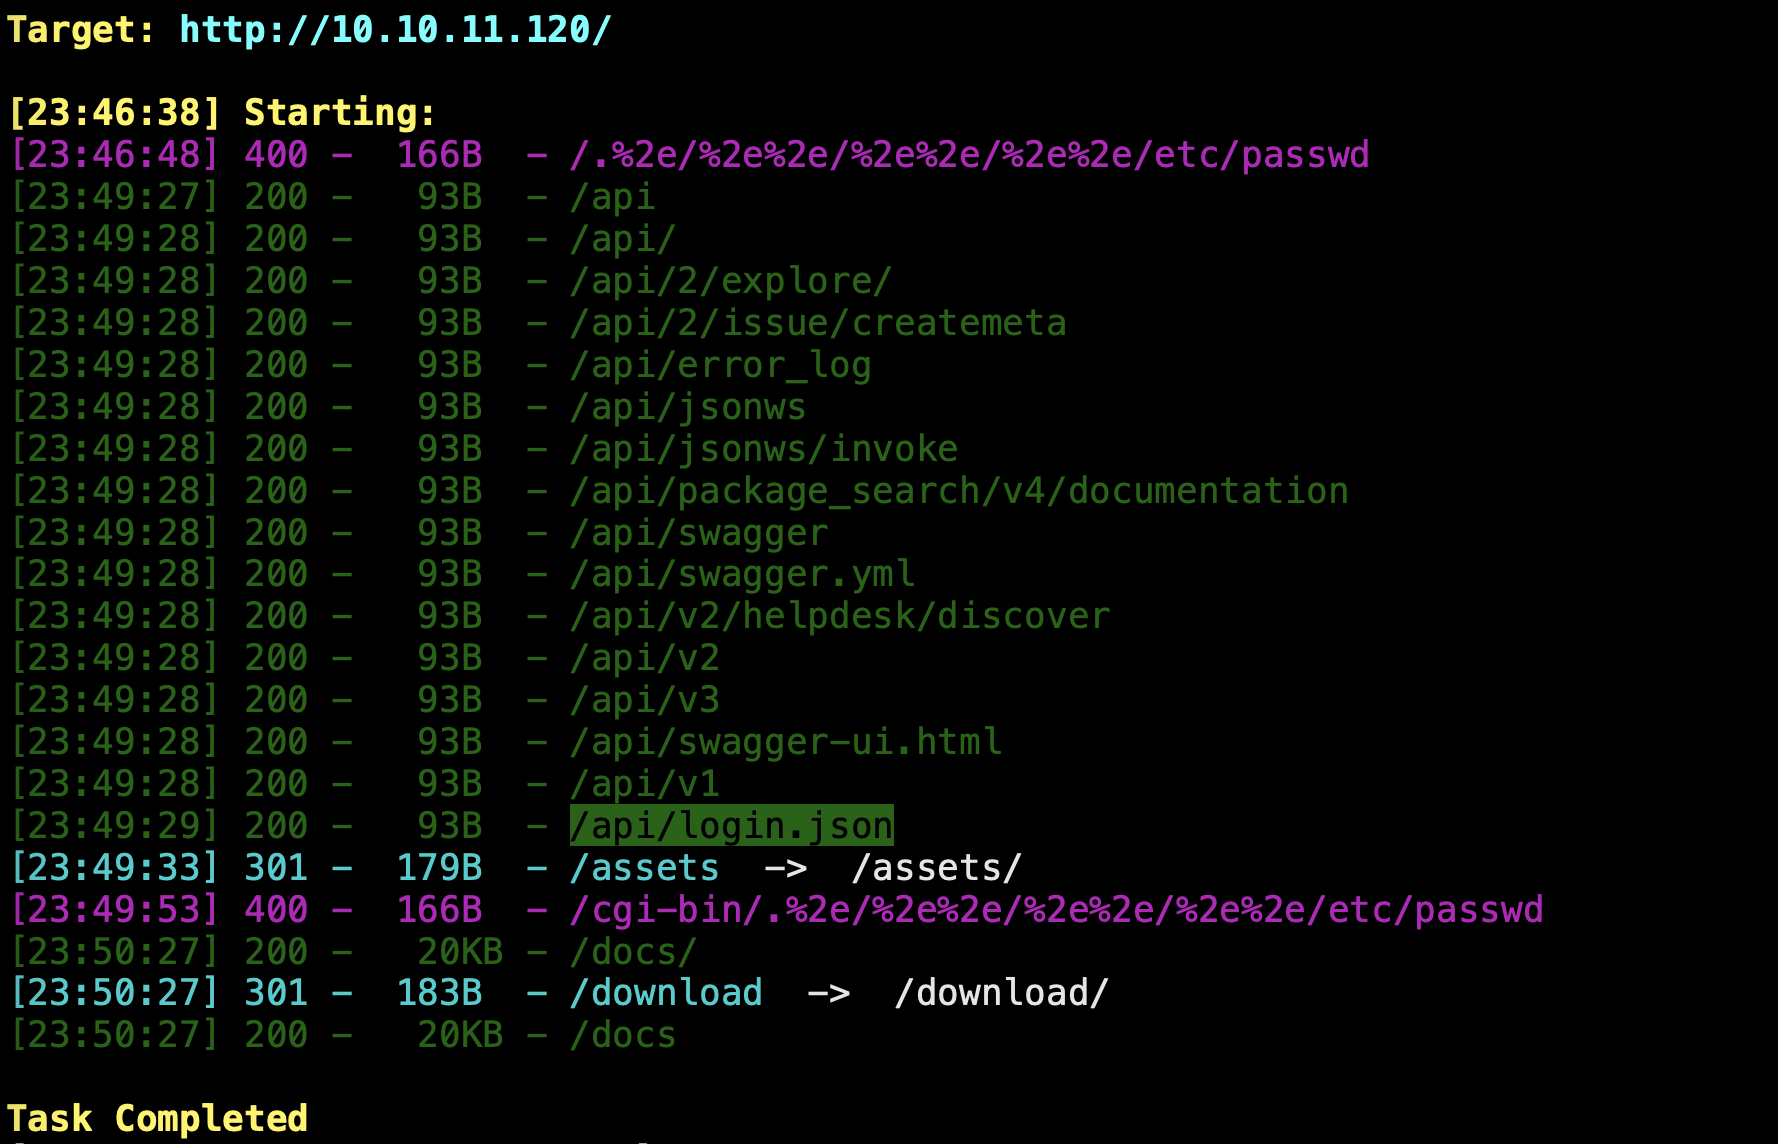 Target: http://10.10.11.120/
[23:46:38] Starting:
[23:46:48] 400 -  166B  - /.%2e/%2e%2e/%2e%2e/%2e%2e/etc/passwd
[23:49:27] 200 -   93B  - /api
[23:49:28] 200 -   93B  - /api/
[23:49:28] 200 -   93B  - /api/2/explore/
[23:49:28] 200 -   93B  - /api/2/issue/createmeta
[23:49:28] 200 -   93B  - /api/error_log
[23:49:28] 200 -   93B  - /api/jsonws
[23:49:28] 200 -   93B  - /api/jsonws/invoke
[23:49:28] 200 -   93B  - /api/package_search/v4/documentation
[23:49:28] 200 -   93B  - /api/swagger
[23:49:28] 200 -   93B  - /api/swagger.yml
[23:49:28] 200 -   93B  - /api/v2/helpdesk/discover
[23:49:28] 200 -   93B  - /api/v2
[23:49:28] 200 -   93B  - /api/v3
[23:49:28] 200 -   93B  - /api/swagger-ui.html
[23:49:28] 200 -   93B  - /api/v1
[23:49:29] 200 -   93B  - /api/login.json
[23:49:33] 301 -  179B  - /assets  ->  /assets/
[23:49:53] 400 -  166B  - /cgi-bin/.%2e/%2e%2e/%2e%2e/%2e%2e/etc/passwd
[23:50:27] 200 -   20KB - /docs/
[23:50:27] 301 -  183B  - /download  ->  /download/
[23:50:27] 200 -   20KB - /docs
Task Completed